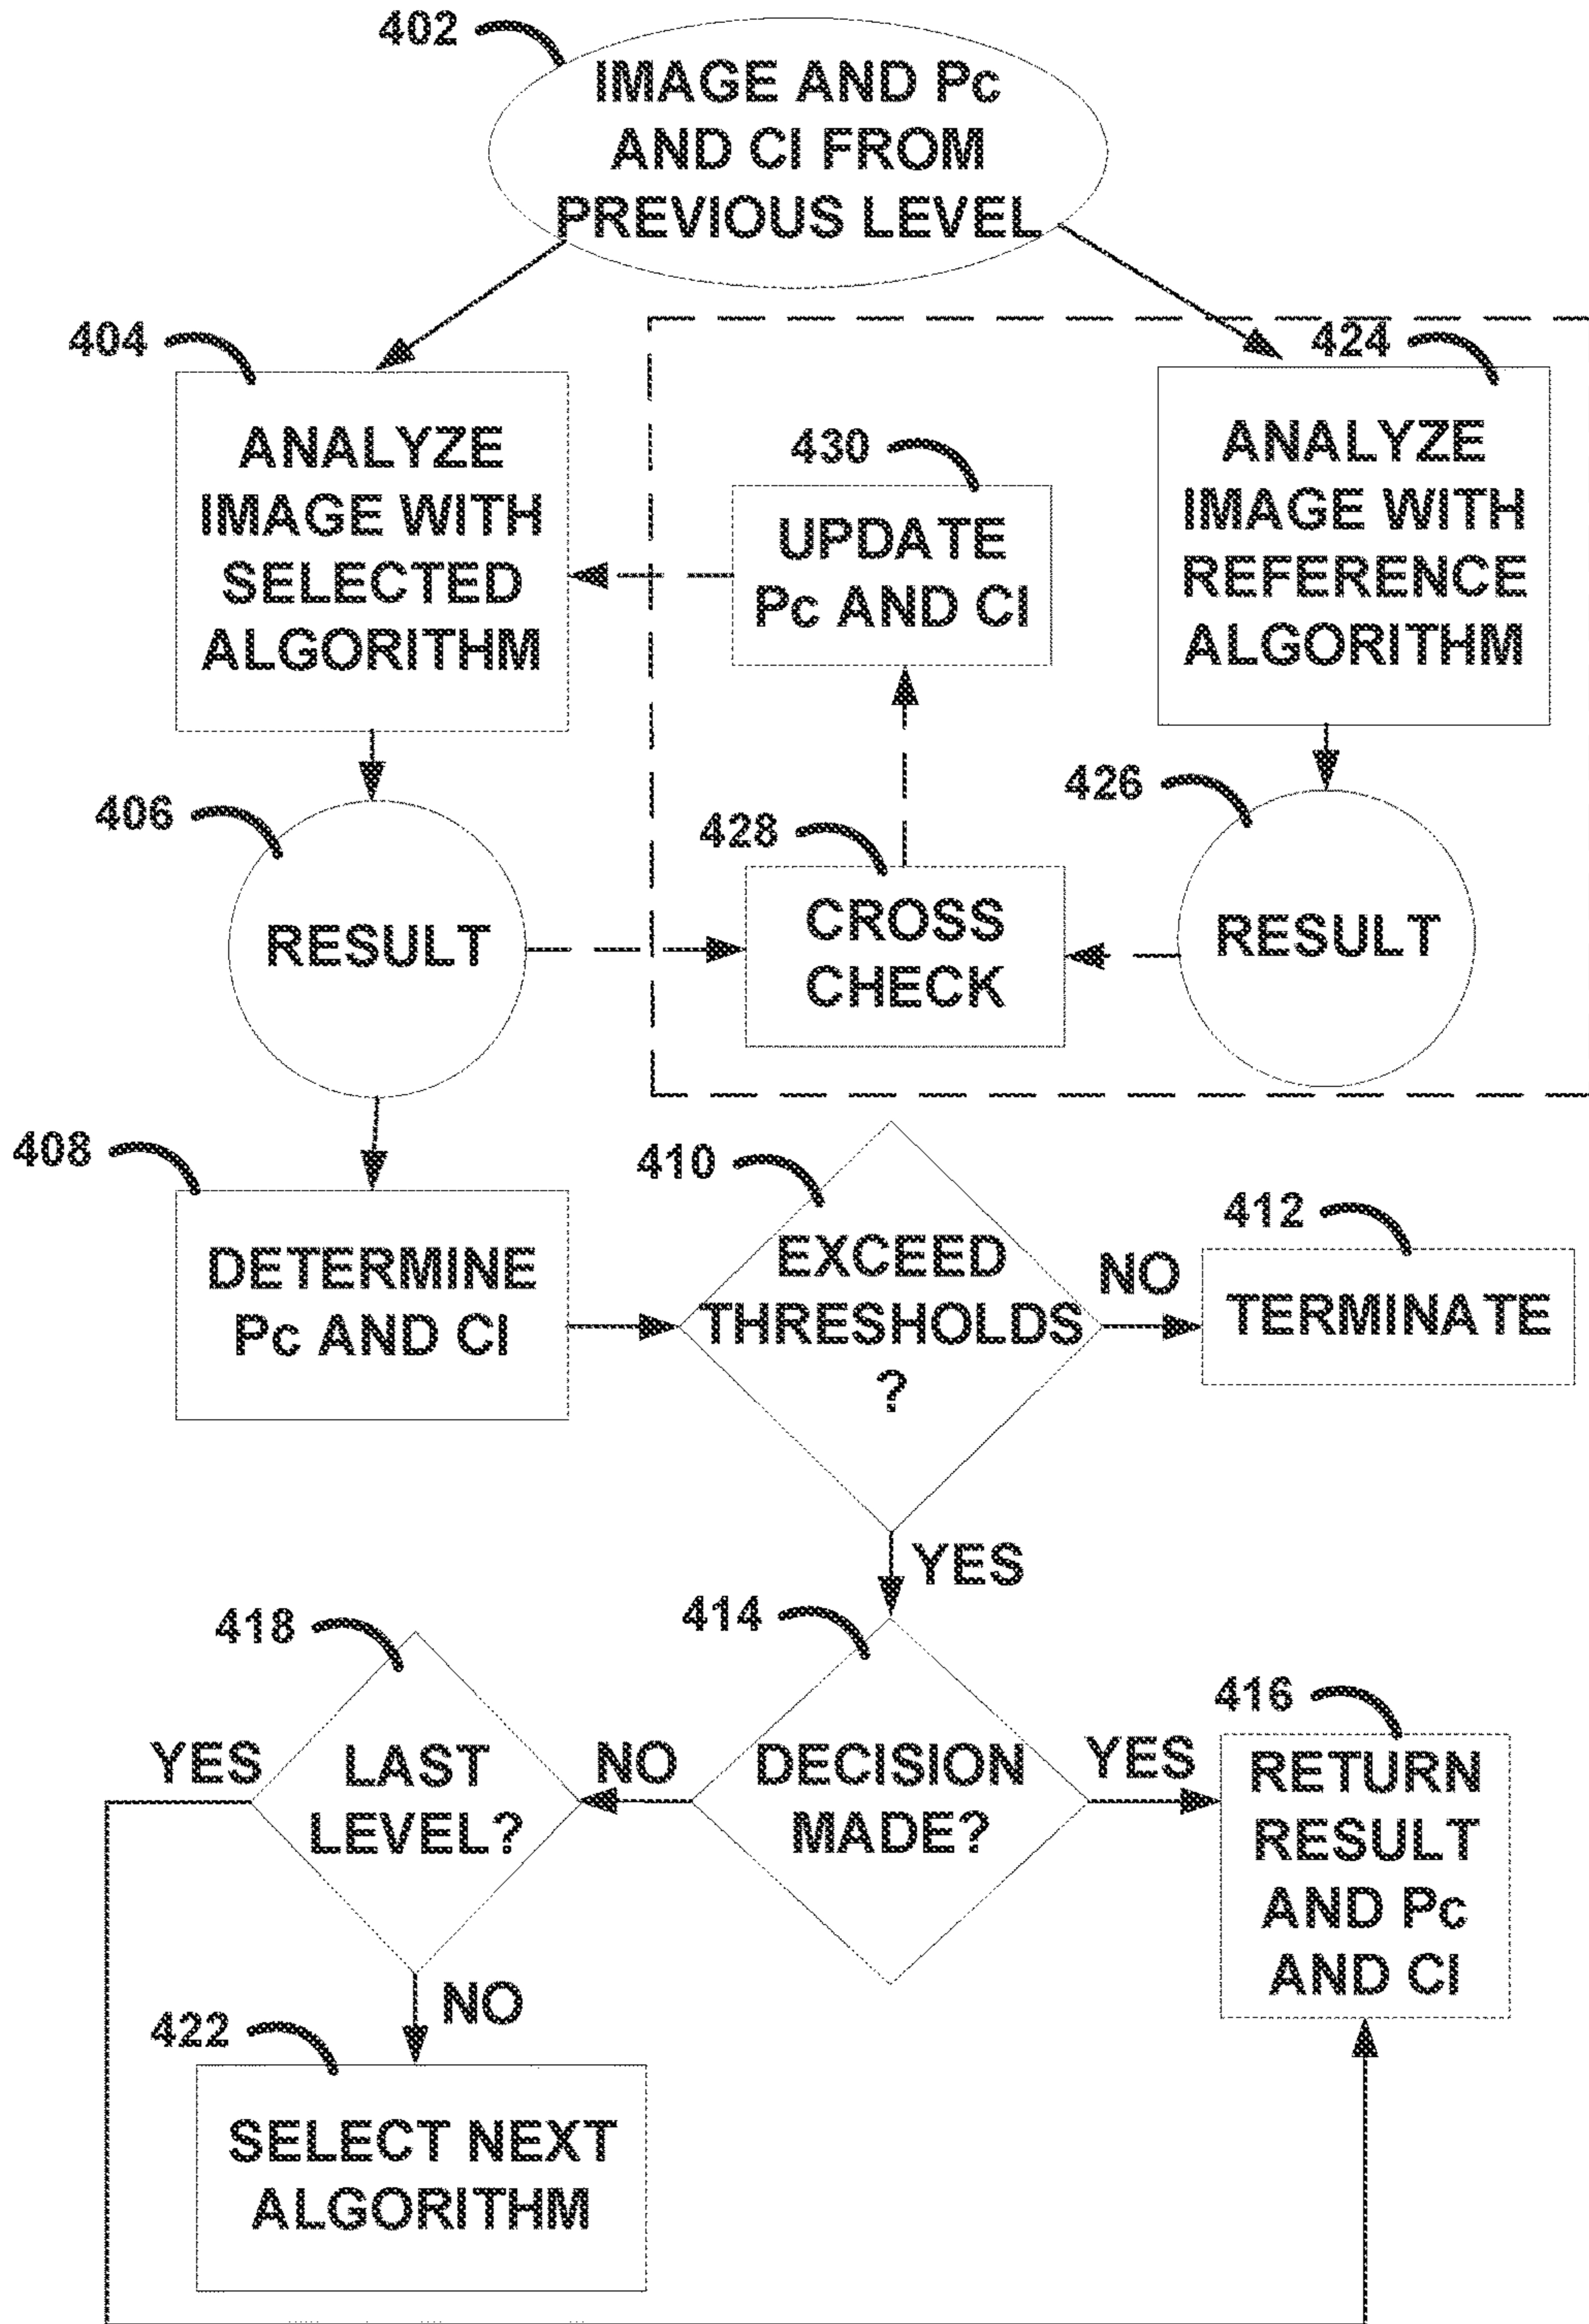 402
IMAGE AND Pc
AND CI FROM
PREVIOUS LEVEL
404
ANALYZE
IMAGE WITH
SELECTED
ALGORITHM
424
ANALYZE
IMAGE WITH
REFERENCE
ALGORITHM
430
UPDATE
Pc AND CI
406
RESULT
428
CROSS
CHECK
426
RESULT
408
DETERMINE
Pc AND CI
410
EXCEED
THRESHOLDS
?
NO
412
TERMINATE
YES
414
DECISION
MADE?
YES
416
RETURN
RESULT
AND Pc
AND CI
NO
418
LAST
LEVEL?
YES
NO
422
SELECT NEXT
ALGORITHM